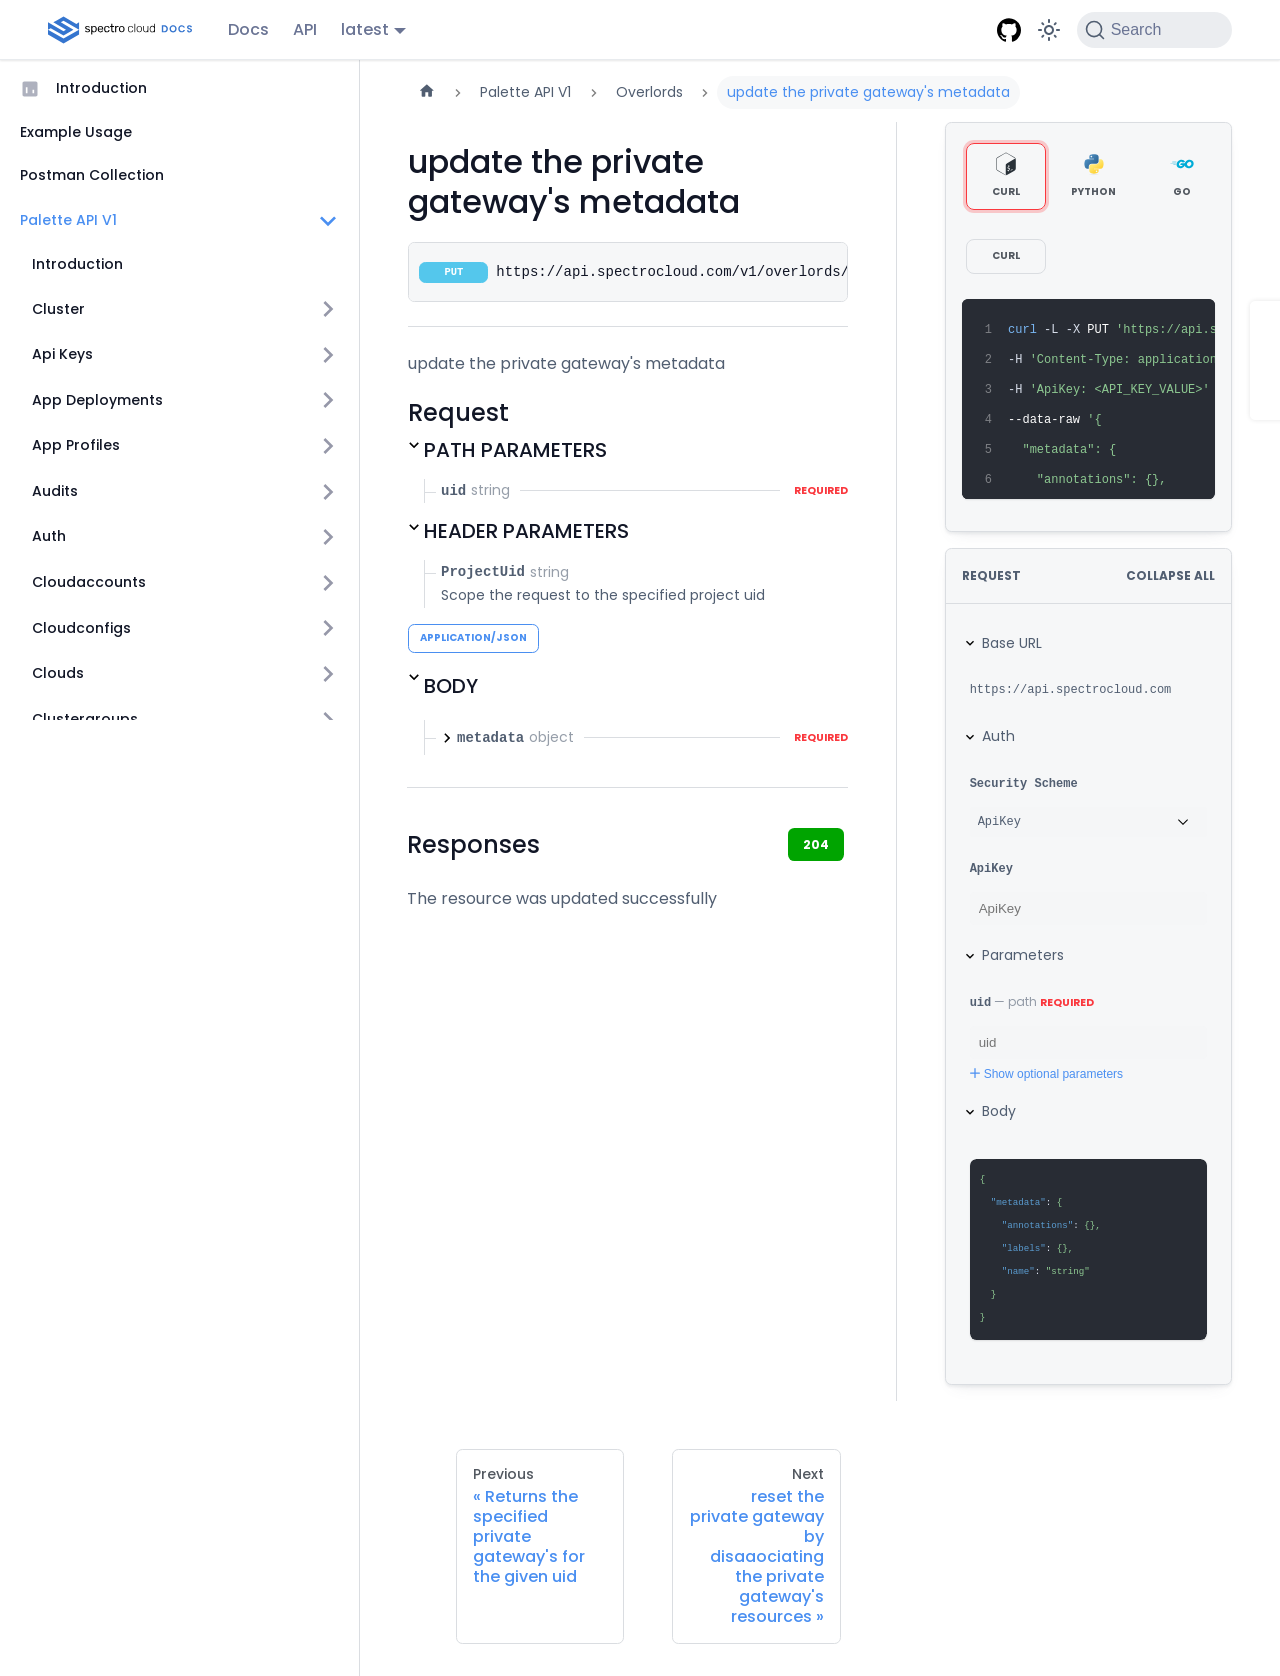 spectro cloud DOCS
Docs
API
latest
Search
Introduction
Example Usage
Postman Collection
Palette API V1
Introduction
Cluster
Api Keys
App Deployments
App Profiles
Audits
Auth
Cloudaccounts
Cloudconfigs
Clouds
Clustergroups
Palette API V1
Overlords
update the private gateway's metadata
update the private
gateway's metadata
PUT https://api.spectrocloud.com/v1/overlords/
update the private gateway's metadata
Request
PATH PARAMETERS
uid string REQUIRED
HEADER PARAMETERS
ProjectUid string
Scope the request to the specified project uid
APPLICATION/JSON
BODY
metadata object REQUIRED
Responses
204
The resource was updated successfully
CURL
PYTHON
GO
CURL
1 curl -L -X PUT 'https://api.s
2 -H 'Content-Type: application
3 -H 'ApiKey: <API_KEY_VALUE>'
4 --data-raw '{
5 "metadata": {
6 "annotations": {},
REQUEST
COLLAPSE ALL
Base URL
https://api.spectrocloud.com
Auth
Security Scheme
ApiKey
ApiKey
ApiKey
Parameters
uid — path REQUIRED
uid
Show optional parameters
Body
{
"metadata": {
"annotations": {},
"labels": {},
"name": "string"
}
}
Previous
« Returns the
specified
private
gateway's for
the given uid
Next
reset the
private gateway
by
disaaociating
the private
gateway's
resources »